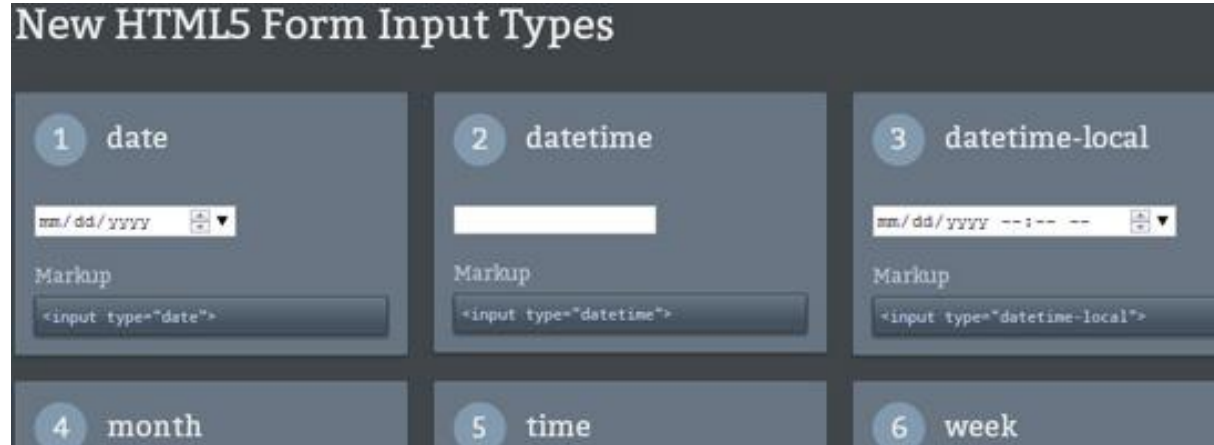 New HTML5 Form Input Types
1 date
mm/dd/yyyy
Markup
<input type="date">
2 datetime
Markup
<input type="datetime">
3 datetime-local
mm/dd/yyyy --:-- --
Markup
<input type="datetime-local">
4 month
5 time
6 week